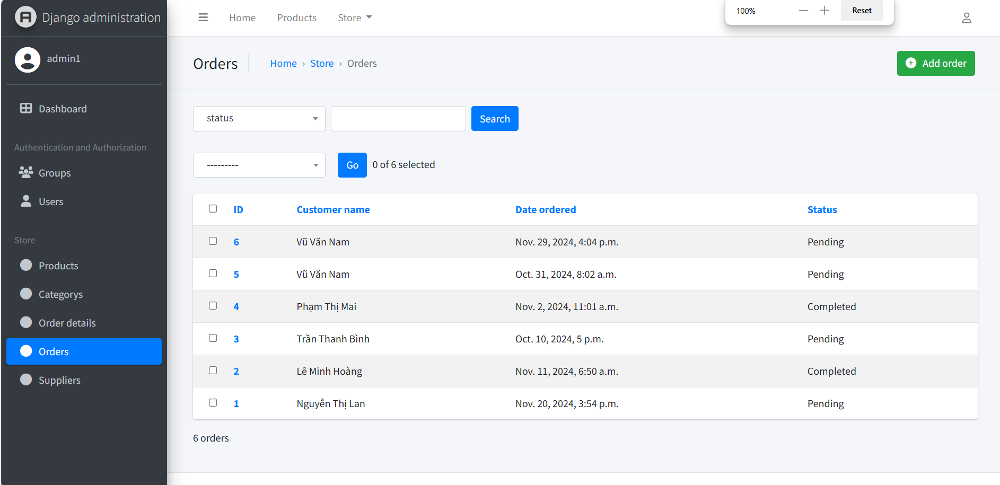 Django administration
Home Products Store
100% Reset
admin1
Orders Home › Store › Orders
Add order
Dashboard
Authentication and Authorization
Groups
Users
Store
Products
Categorys
Order details
Orders
Suppliers
status Search
--------- Go 0 of 6 selected
ID Customer name Date ordered Status
6 Vũ Văn Nam Nov. 29, 2024, 4:04 p.m. Pending
5 Vũ Văn Nam Oct. 31, 2024, 8:02 a.m. Pending
4 Phạm Thị Mai Nov. 2, 2024, 11:01 a.m. Completed
3 Trần Thanh Bình Oct. 10, 2024, 5 p.m. Pending
2 Lê Minh Hoàng Nov. 11, 2024, 6:50 a.m. Completed
1 Nguyễn Thị Lan Nov. 20, 2024, 3:54 p.m. Pending
6 orders